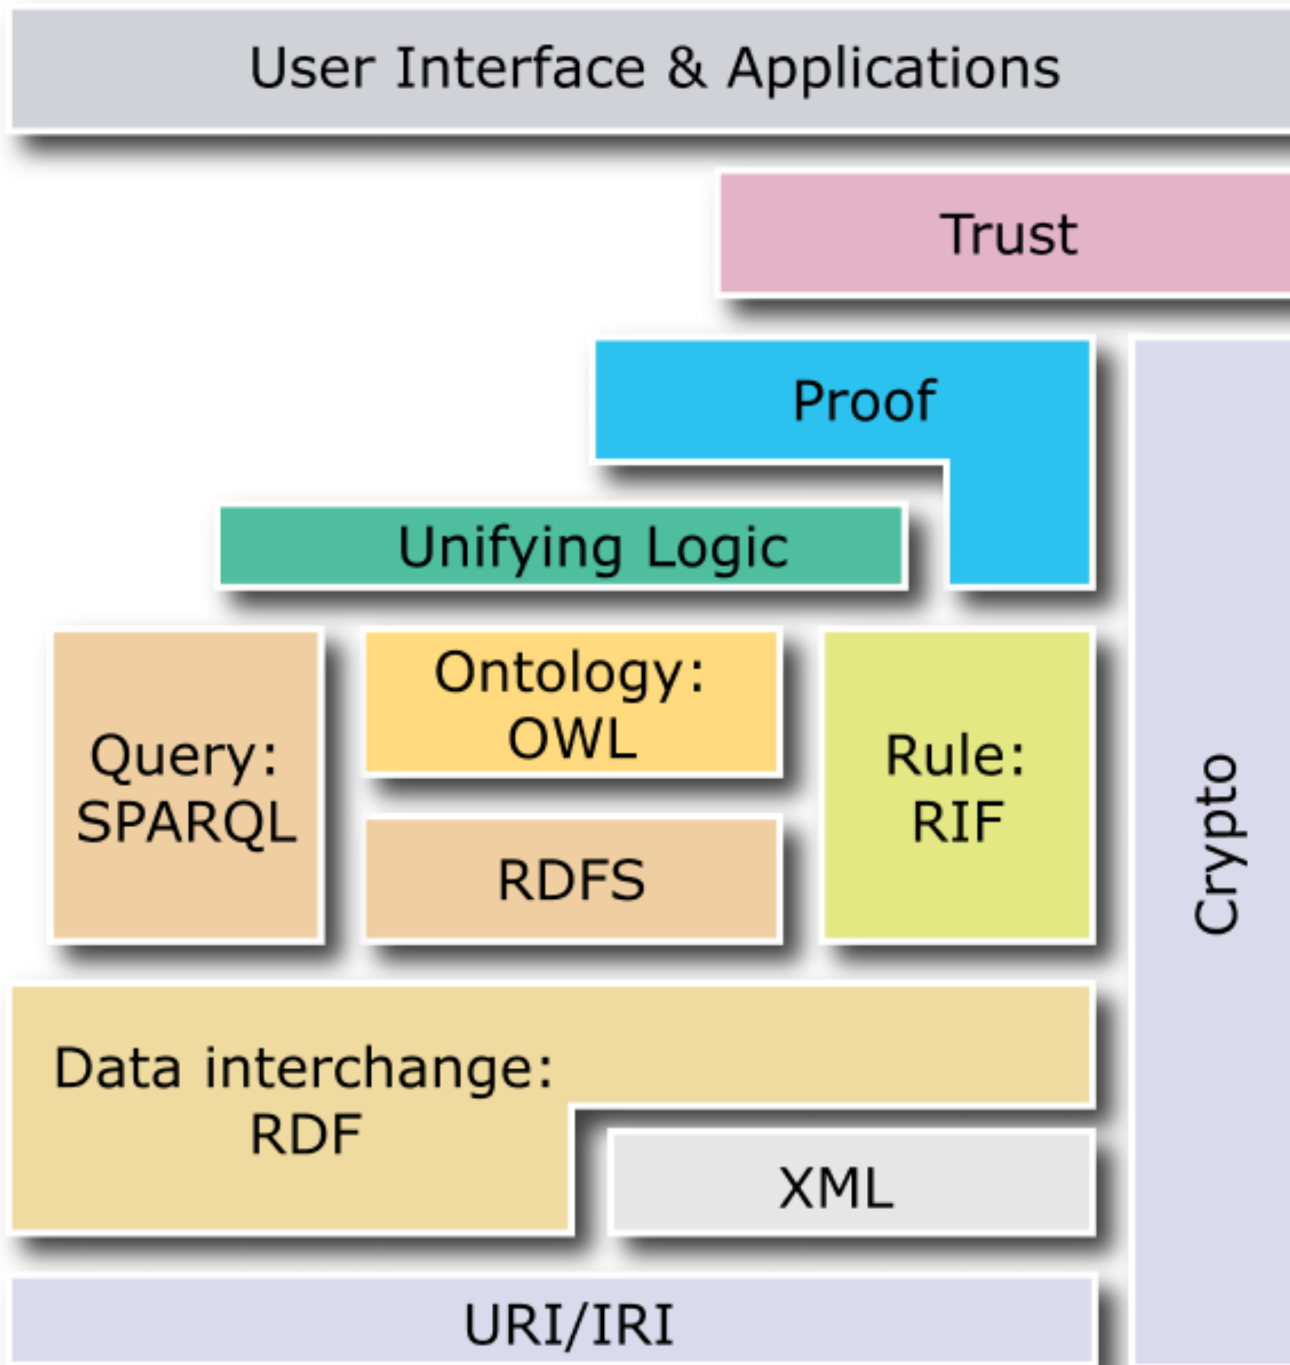 User Interface & Applications
Trust
Proof
Unifying Logic
Query:
SPARQL
Ontology:
OWL
RDFS
Rule:
RIF
Crypto
Data interchange:
RDF
XML
URI/IRI